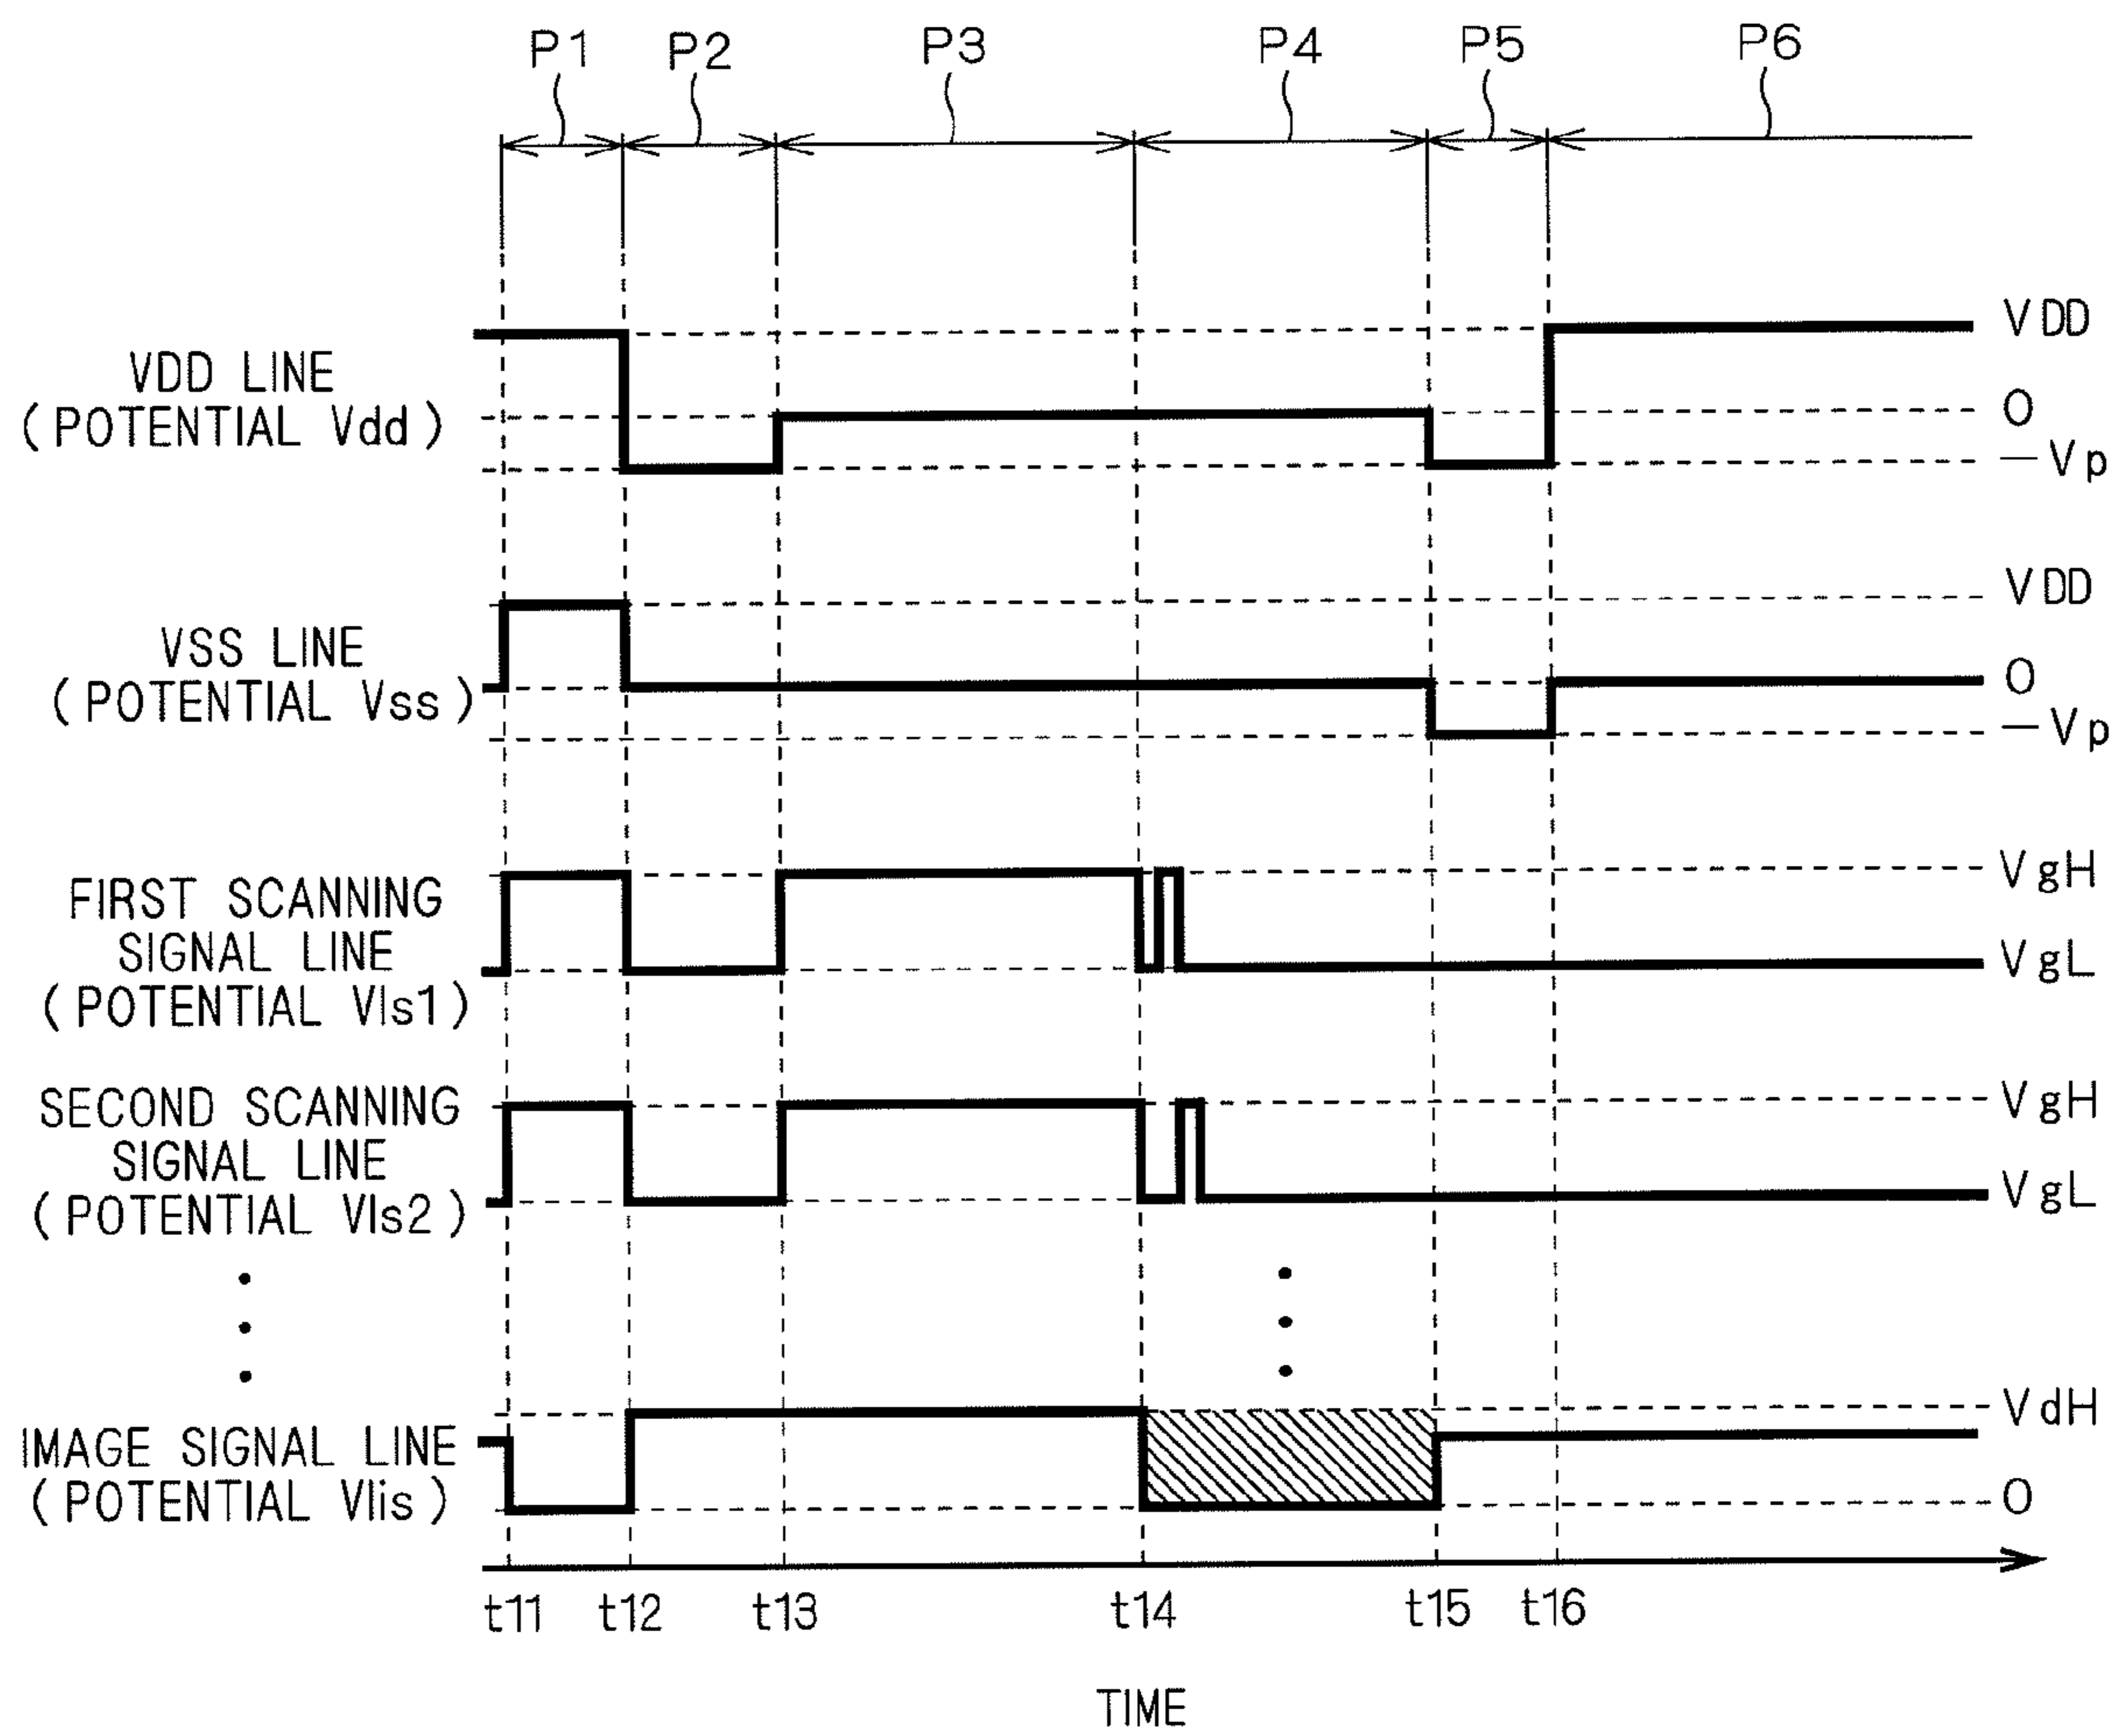 P1 P2 P3 P4 P5 P6
VDD
VDD LINE
(POTENTIAL Vdd)
0
−Vp
VDD
VSS LINE
(POTENTIAL Vss)
0
−Vp
VgH
FIRST SCANNING
SIGNAL LINE
(POTENTIAL Vls1)
VgL
VgH
SECOND SCANNING
SIGNAL LINE
(POTENTIAL Vls2)
VgL
VdH
IMAGE SIGNAL LINE
(POTENTIAL Vlis)
0
t11 t12 t13 t14 t15 t16
TIME